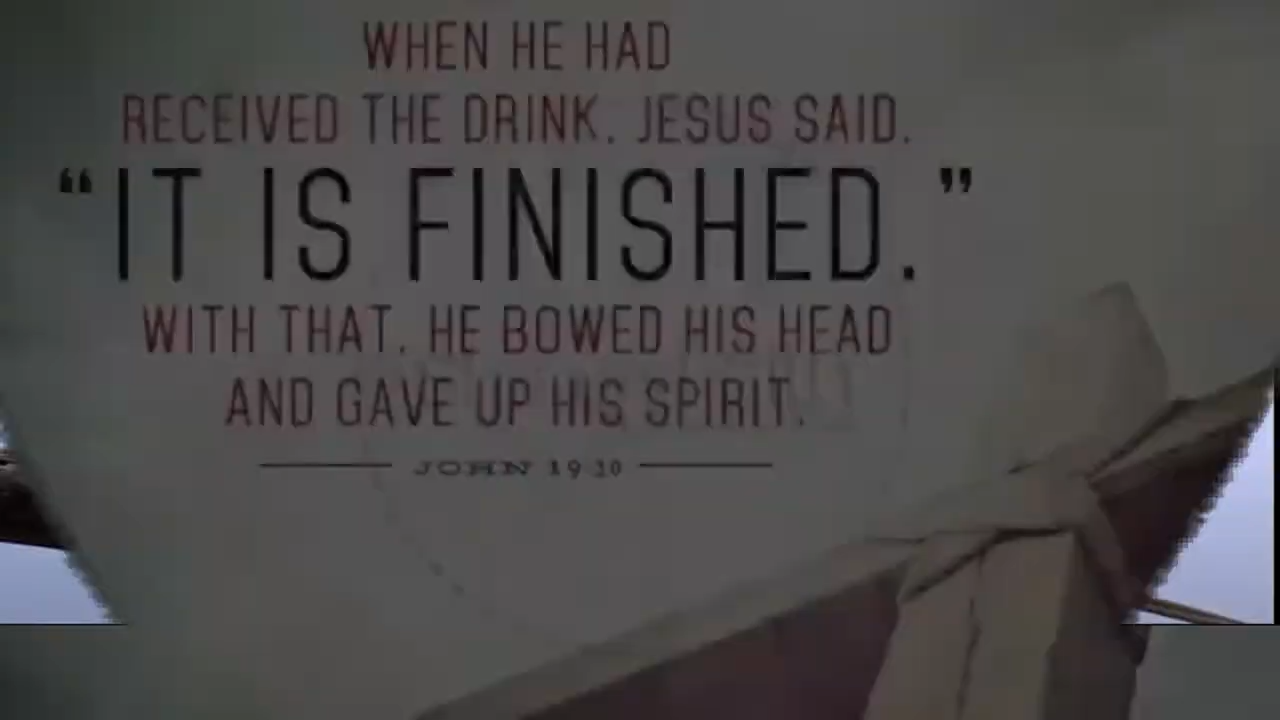 WHEN HE HAD
RECEIVED THE DRINK, JESUS SAID,
“IT IS FINISHED.”
WITH THAT, HE BOWED HIS HEAD
AND GAVE UP HIS SPIRIT.
JOHN 19:30